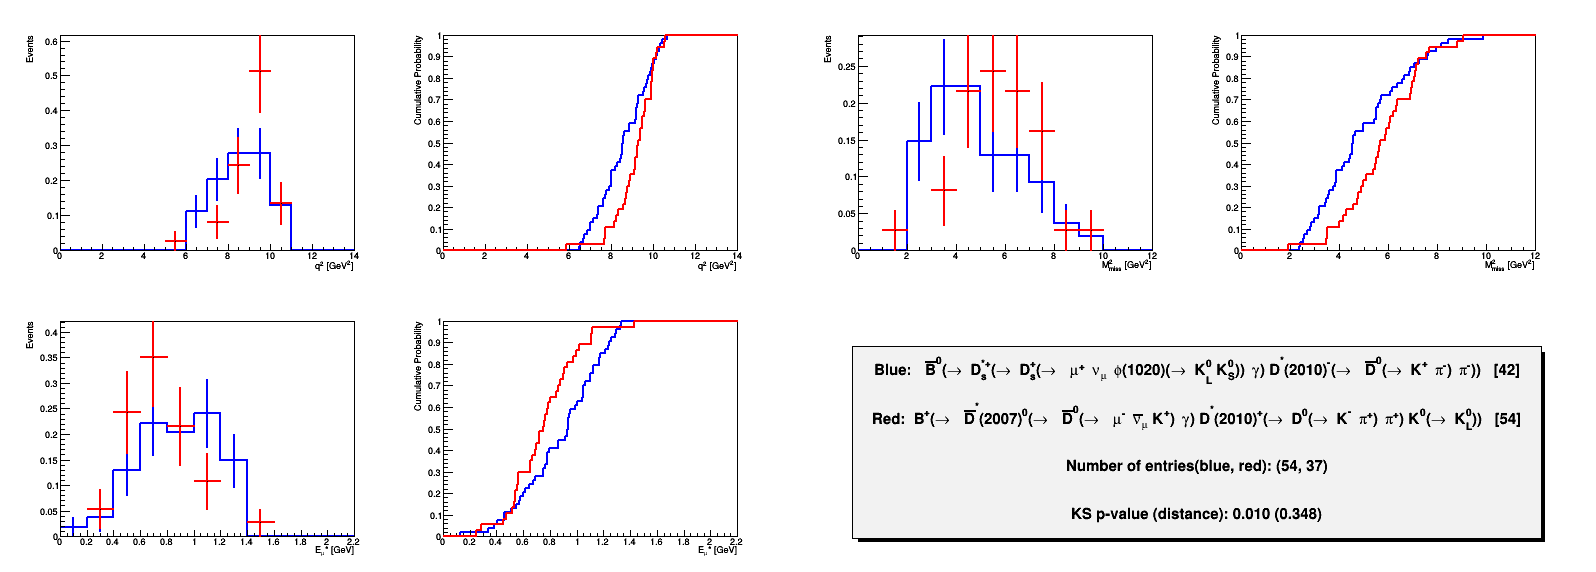 Events
0.6
0.5
0.4
0.3
0.2
0.1
0
0 2 4 6 8 10 12 14
q² [GeV²]
Cumulative Probability
1
0.9
0.8
0.7
0.6
0.5
0.4
0.3
0.2
0.1
0
0 2 4 6 8 10 12 14
q² [GeV²]
Events
0.25
0.2
0.15
0.1
0.05
0
0 2 4 6 8 10 12
M²miss [GeV²]
Cumulative Probability
1
0.9
0.8
0.7
0.6
0.5
0.4
0.3
0.2
0.1
0
0 2 4 6 8 10 12
M²miss [GeV²]
Events
0.4
0.35
0.3
0.25
0.2
0.15
0.1
0.05
0
0 0.2 0.4 0.6 0.8 1 1.2 1.4 1.6 1.8 2 2.2
Eμ* [GeV]
Cumulative Probability
1
0.9
0.8
0.7
0.6
0.5
0.4
0.3
0.2
0.1
0
0 0.2 0.4 0.6 0.8 1 1.2 1.4 1.6 1.8 2 2.2
Eμ* [GeV]
Blue: B̅⁰(→ Dₛ*⁺(→ Dₛ⁺(→ μ⁺ νμ ϕ(1020)(→ K⁰L K⁰S)) γ) D*(2010)⁻(→ D̅⁰(→ K⁺ π⁻) π⁻)) [42]
Red: B⁺(→ D̅*(2007)⁰(→ D̅⁰(→ μ⁻ ν̅μ K⁺) γ) D*(2010)⁺(→ D⁰(→ K⁻ π⁺) π⁺) K⁰(→ K⁰L)) [54]
Number of entries(blue, red): (54, 37)
KS p-value (distance): 0.010 (0.348)